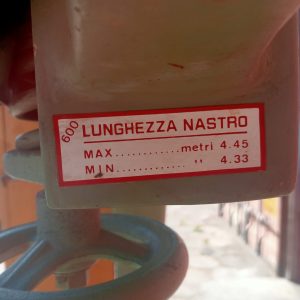 600 LUNGHEZZA NASTRO
MAX............metri 4.45
MIN............. '' 4.33